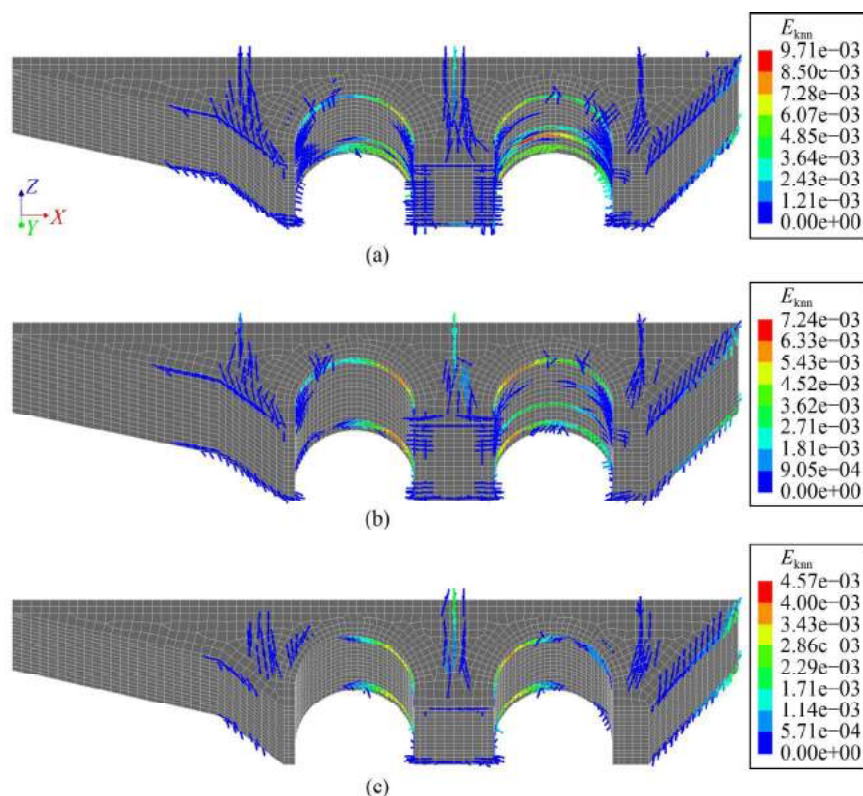 E_knn
9.71e−03
8.50c−03
7.28e−03
6.07e−03
4.85e−03
3.64e−03
2.43e−03
1.21e−03
0.00e+00
Z
X
Y
(a)
E_knn
7.24e−03
6.33e−03
5.43e−03
4.52e−03
3.62e−03
2.71e−03
1.81e−03
9.05e−04
0.00e+00
(b)
E_knn
4.57e−03
4.00e−03
3.43e−03
2.86c 03
2.29e−03
1.71e−03
1.14e−03
5.71e−04
0.00e+00
(c)